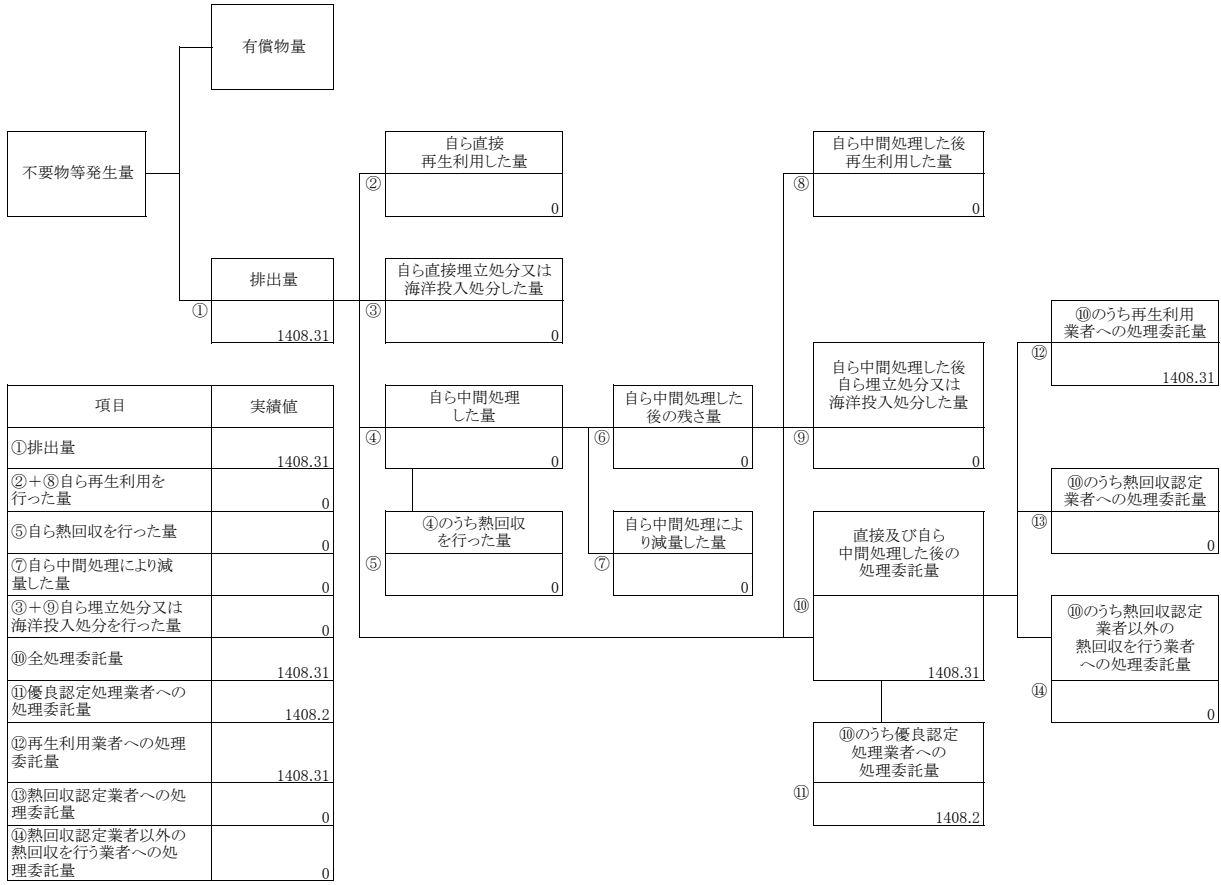 有償物量
不要物等発生量
自ら直接
再生利用した量
②
0
自ら中間処理した後
再生利用した量
⑧
0
排出量
①
1408.31
自ら直接埋立処分又は
海洋投入処分した量
③
0
⑩のうち再生利用
業者への処理委託量
⑫
1408.31
自ら中間処理した後
自ら埋立処分又は
海洋投入処分した量
⑨
0
自ら中間処理
した量
④
0
自ら中間処理した
後の残さ量
⑥
0
⑩のうち熱回収認定
業者への処理委託量
⑬
0
④のうち熱回収
を行った量
⑤
0
自ら中間処理によ
り減量した量
⑦
0
直接及び自ら
中間処理した後の
処理委託量
⑩
1408.31
⑩のうち熱回収認定
業者以外の
熱回収を行う業者
への処理委託量
⑭
0
⑩のうち優良認定
処理業者への
処理委託量
⑪
1408.2
項目 実績値
①排出量
1408.31
②+⑧自ら再生利用を
行った量
0
⑤自ら熱回収を行った量
0
⑦自ら中間処理により減
量した量
0
③+⑨自ら埋立処分又は
海洋投入処分を行った量
0
⑩全処理委託量
1408.31
⑪優良認定処理業者への
処理委託量
1408.2
⑫再生利用業者への処理
委託量
1408.31
⑬熱回収認定業者への処
理委託量
0
⑭熱回収認定業者以外の
熱回収を行う業者への処
理委託量
0